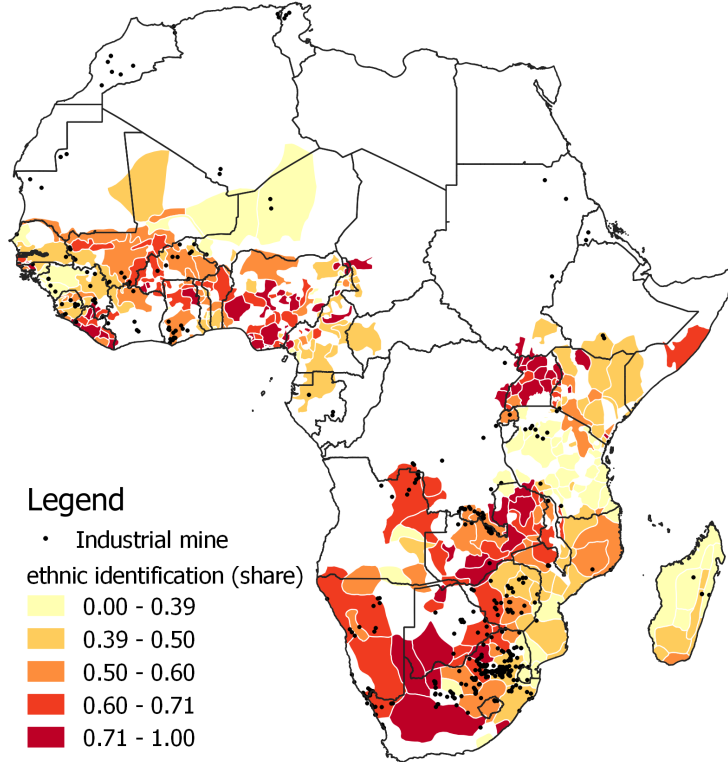 Legend
Industrial mine
ethnic identification (share)
0.00 - 0.39
0.39 - 0.50
0.50 - 0.60
0.60 - 0.71
0.71 - 1.00